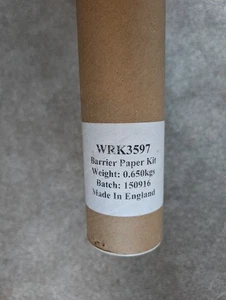 WRK3597
Barrier Paper Kit
Weight: 0.650kgs
Batch: 150916
Made In England